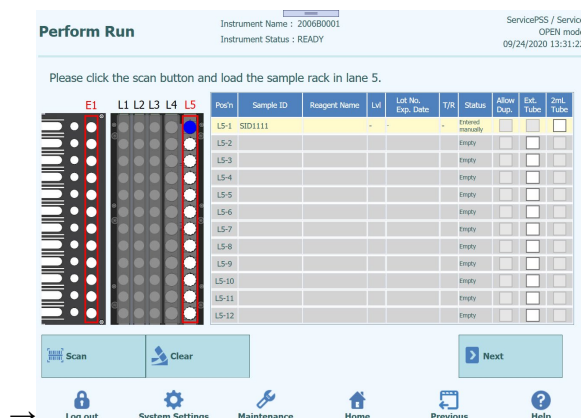 Perform Run
Instrument Name : 2006B0001
Instrument Status : READY
ServicePSS / Service
OPEN mode
09/24/2020 13:31:22
Please click the scan button and load the sample rack in lane 5.
E1 L1 L2 L3 L4 L5
Pos'n Sample ID Reagent Name Lvl Lot No. Exp. Date T/R Status Allow Dup. Ext. Tube 2mL Tube
L5-1 SID1111 - - - Entered manually
L5-2 Empty
L5-3 Empty
L5-4 Empty
L5-5 Empty
L5-6 Empty
L5-7 Empty
L5-8 Empty
L5-9 Empty
L5-10 Empty
L5-11 Empty
L5-12 Empty
Scan Clear Next
Log out System Settings Maintenance Home Previous Help